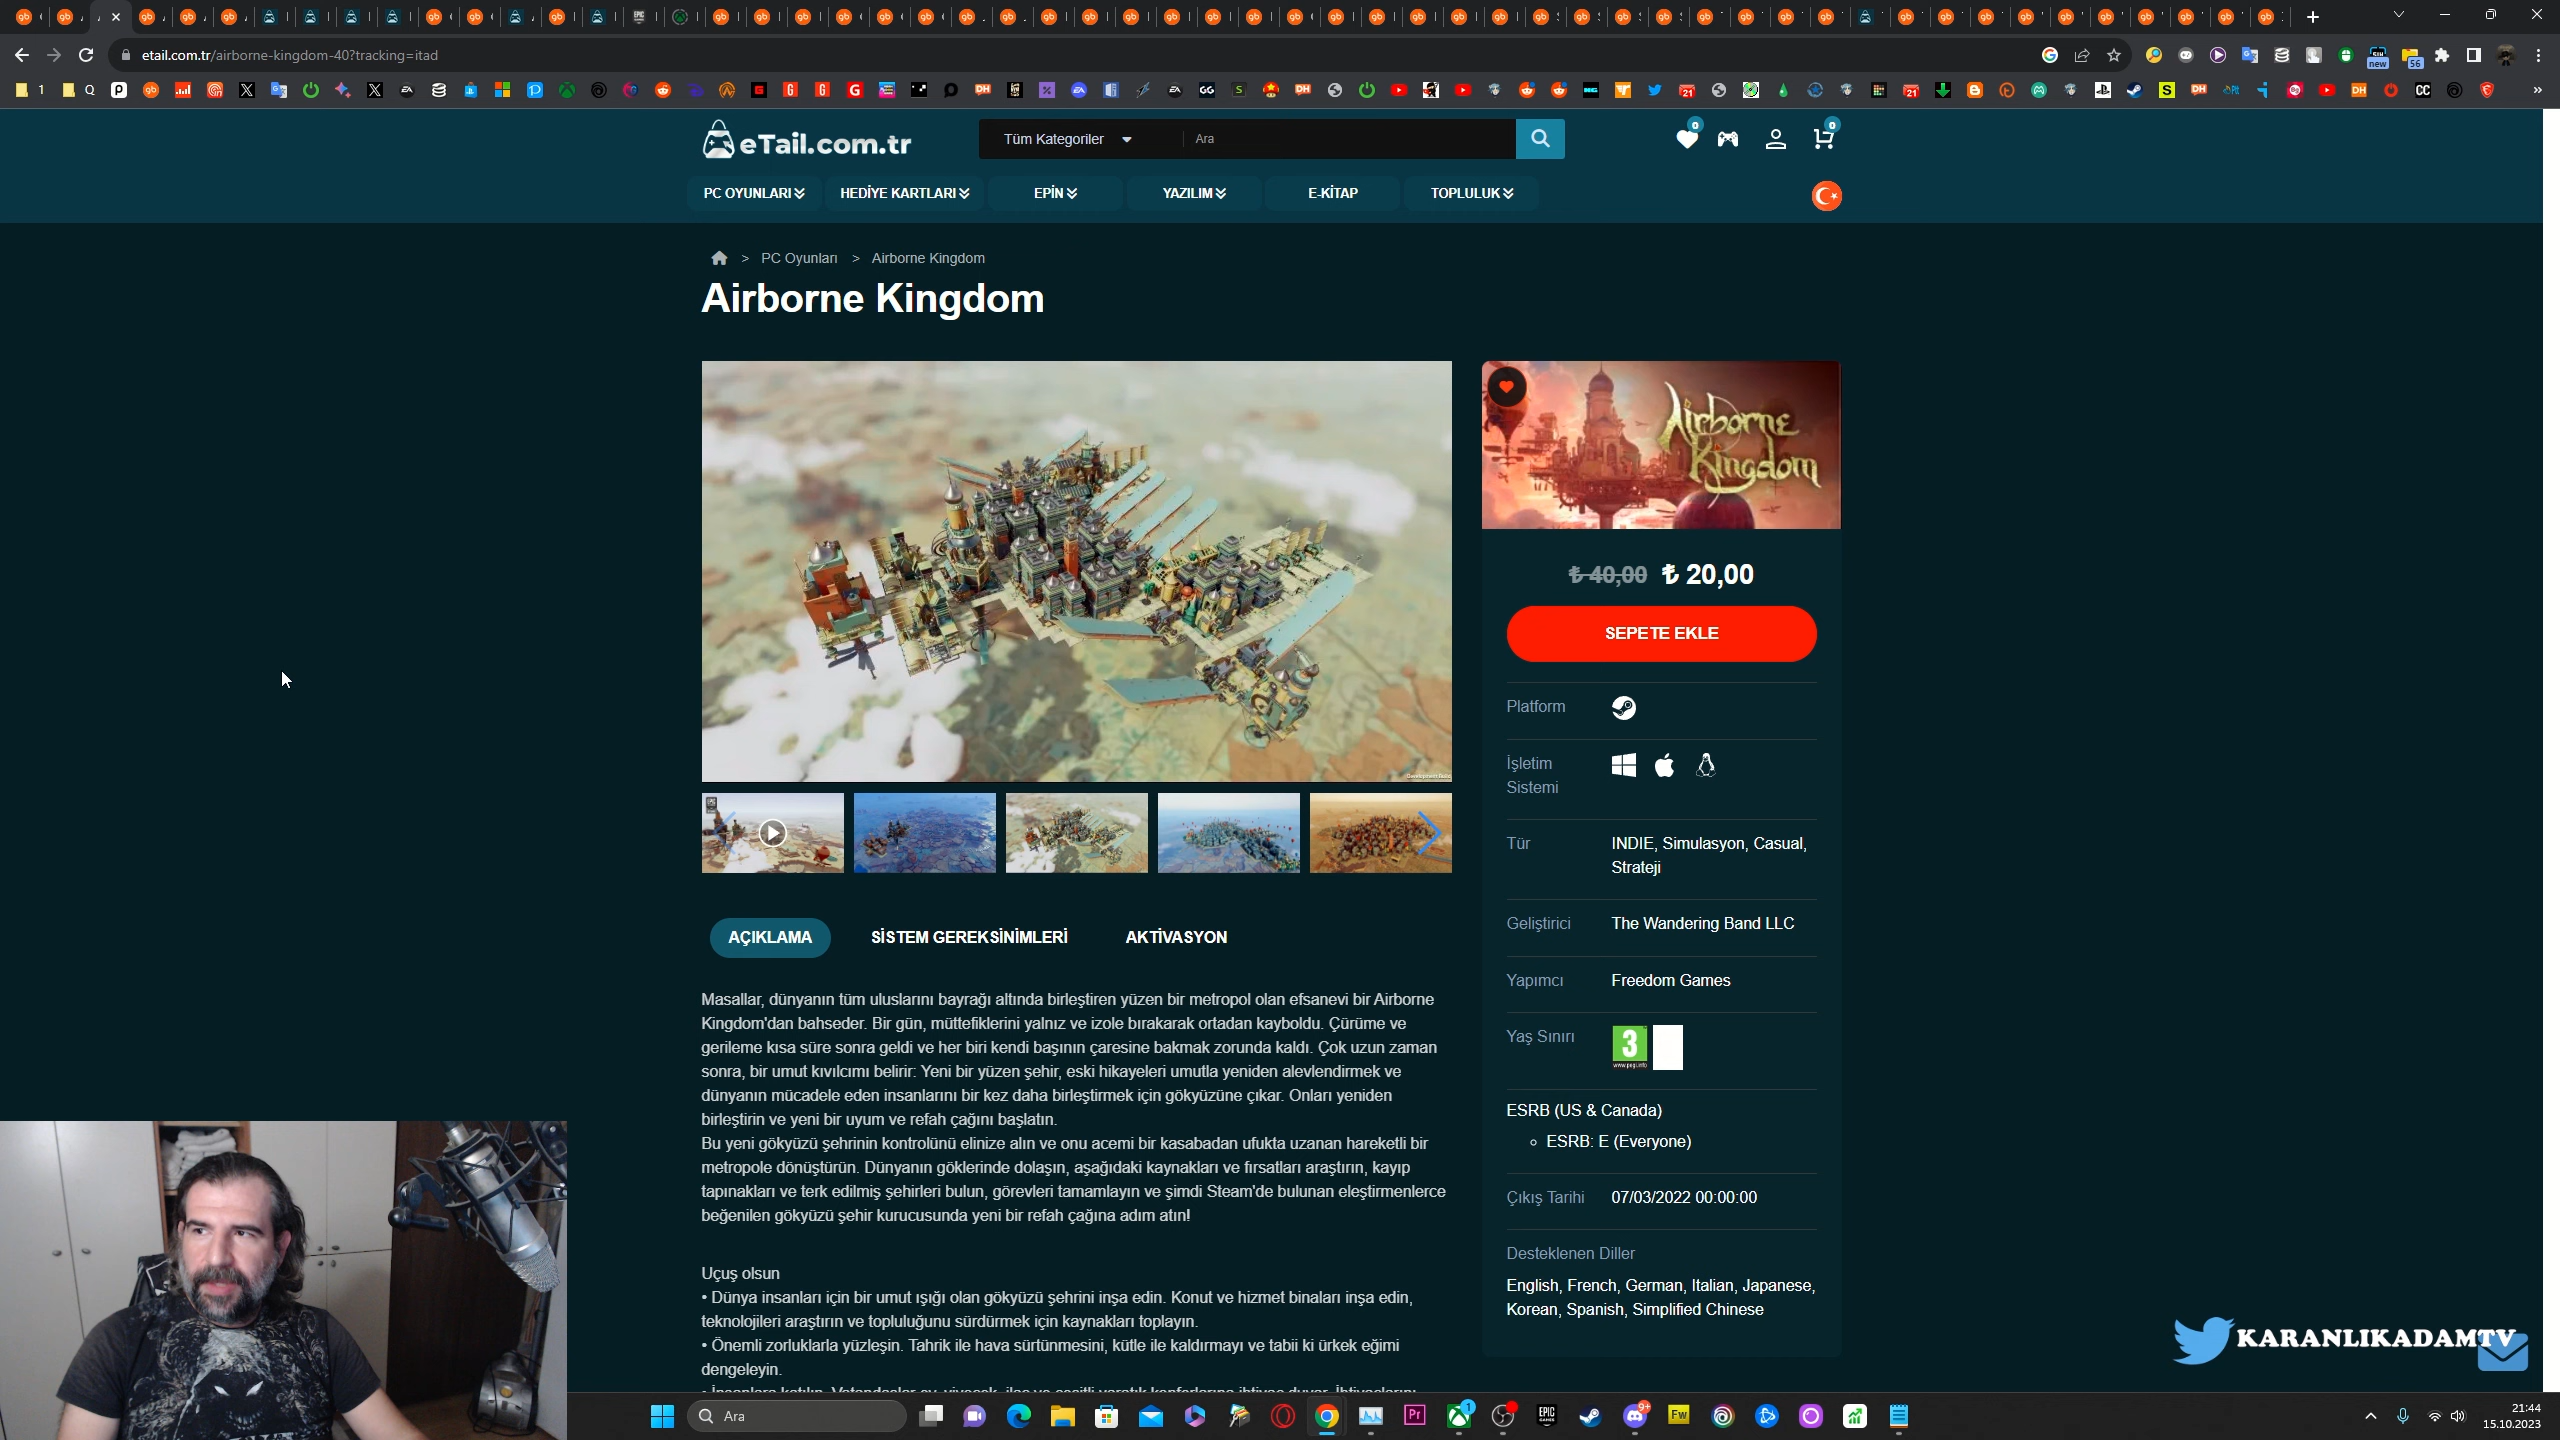 etail.com.tr/airborne-kingdom-40?tracking=itad
new
56
1
Q
eTail.com.tr
Tüm Kategoriler
Ara
0
0
PC OYUNLARI
HEDİYE KARTLARI
EPİN
YAZILIM
E-KİTAP
TOPLULUK
> PC Oyunları > Airborne Kingdom
Airborne Kingdom
Airborne
Kingdom
₺ 40,00 ₺ 20,00
SEPETE EKLE
Platform
İşletim
Sistemi
Tür
INDIE, Simulasyon, Casual,
Strateji
Geliştirici
The Wandering Band LLC
Yapımcı
Freedom Games
Yaş Sınırı
3
www.pegi.info
ESRB (US & Canada)
ESRB: E (Everyone)
Çıkış Tarihi
07/03/2022 00:00:00
Desteklenen Diller
English, French, German, Italian, Japanese,
Korean, Spanish, Simplified Chinese
AÇIKLAMA
SİSTEM GEREKSİNİMLERİ
AKTİVASYON
Masallar, dünyanın tüm uluslarını bayrağı altında birleştiren yüzen bir metropol olan efsanevi bir Airborne
Kingdom'dan bahseder. Bir gün, müttefiklerini yalnız ve izole bırakarak ortadan kayboldu. Çürüme ve
gerileme kısa süre sonra geldi ve her biri kendi başının çaresine bakmak zorunda kaldı. Çok uzun zaman
sonra, bir umut kıvılcımı belirir: Yeni bir yüzen şehir, eski hikayeleri umutla yeniden alevlendirmek ve
dünyanın mücadele eden insanlarını bir kez daha birleştirmek için gökyüzüne çıkar. Onları yeniden
birleştirin ve yeni bir uyum ve refah çağını başlatın.
Bu yeni gökyüzü şehrinin kontrolünü elinize alın ve onu acemi bir kasabadan ufukta uzanan hareketli bir
metropole dönüştürün. Dünyanın göklerinde dolaşın, aşağıdaki kaynakları ve fırsatları araştırın, kayıp
tapınakları ve terk edilmiş şehirleri bulun, görevleri tamamlayın ve şimdi Steam'de bulunan eleştirmenlerce
beğenilen gökyüzü şehir kurucusunda yeni bir refah çağına adım atın!
Uçuş olsun
• Dünya insanları için bir umut ışığı olan gökyüzü şehrini inşa edin. Konut ve hizmet binaları inşa edin,
teknolojileri araştırın ve topluluğunu sürdürmek için kaynakları toplayın.
• Önemli zorluklarla yüzleşin. Tahrik ile hava sürtünmesini, kütle ile kaldırmayı ve tabii ki ürkek eğimi
dengeleyin.
KARANLIKADAMTV
Ara
21:44
15.10.2023